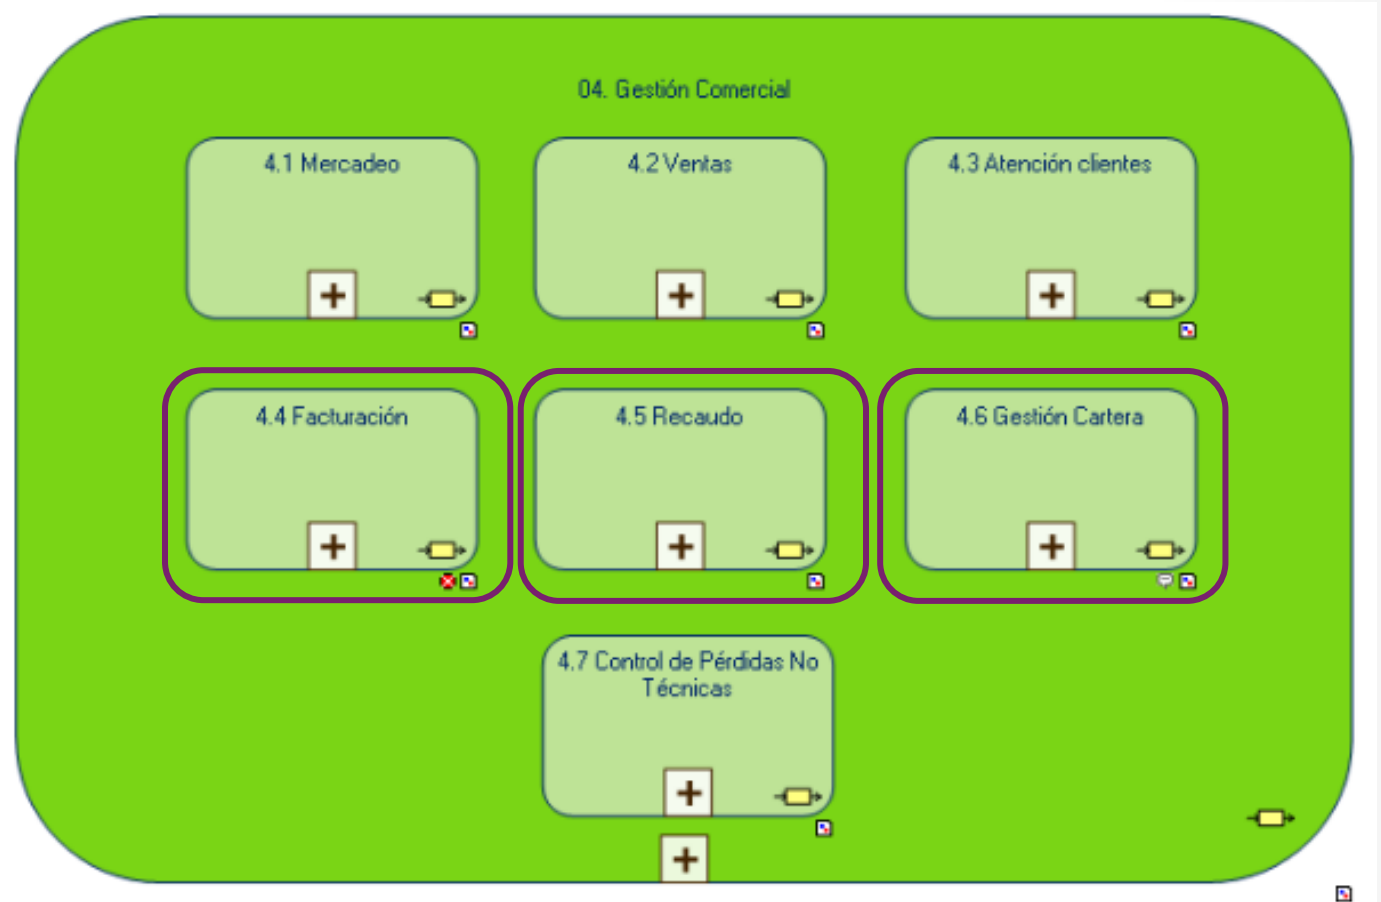 04. Gestión Comercial
4.1 Mercadeo
4.2 Ventas
4.3 Atención clientes
4.4 Facturación
4.5 Recaudo
4.6 Gestión Cartera
4.7 Control de Pérdidas No
Técnicas